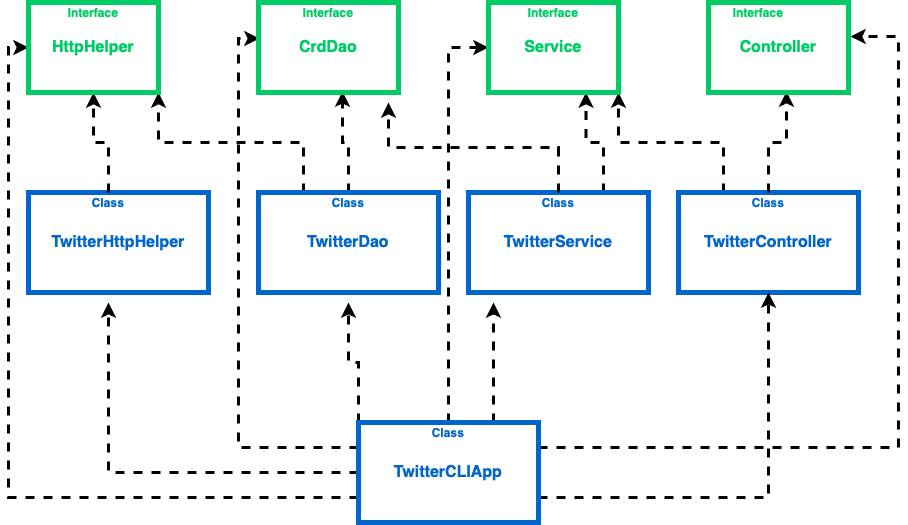 Interface
HttpHelper
Interface
CrdDao
Interface
Service
Interface
Controller
Class
TwitterHttpHelper
Class
TwitterDao
Class
TwitterService
Class
TwitterController
Class
TwitterCLIApp